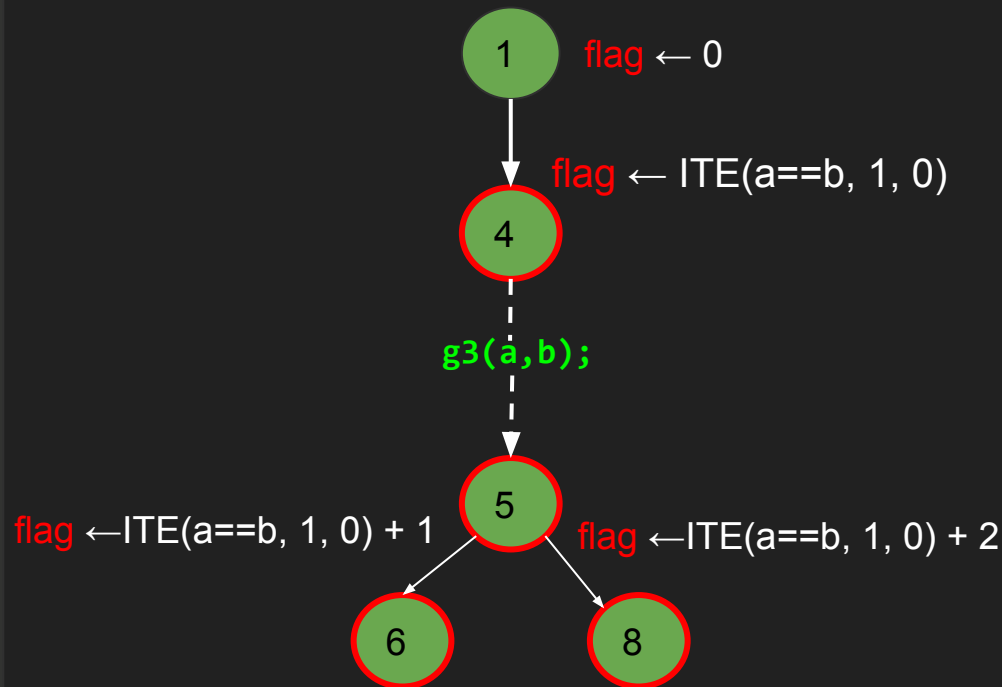 1 flag ← 0
flag ← ITE(a==b, 1, 0)
4
g3(a,b);
5
flag ←ITE(a==b, 1, 0) + 1
flag ←ITE(a==b, 1, 0) + 2
6
8